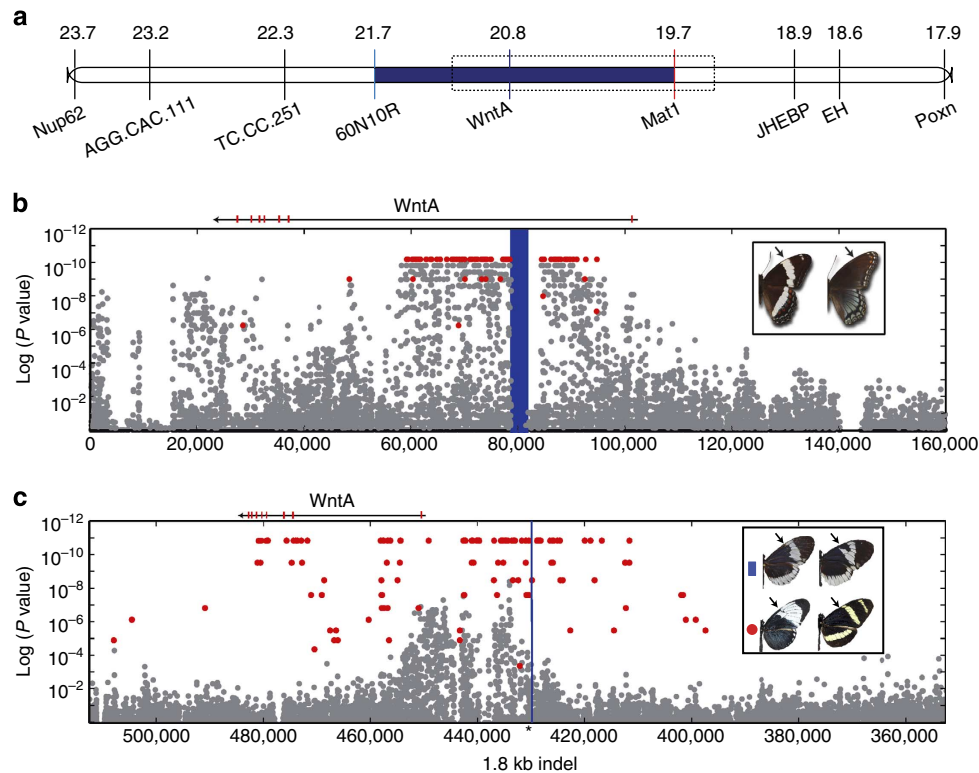 a
23.7 23.2 22.3 21.7 20.8 19.7 18.9 18.6 17.9
Nup62 AGG.CAC.111 TC.CC.251 60N10R WntA Mat1 JHEBP EH Poxn
b
WntA
Log (P value)
10⁻¹²
10⁻¹⁰
10⁻⁸
10⁻⁶
10⁻⁴
10⁻²
0 20,000 40,000 60,000 80,000 100,000 120,000 140,000 160,000
c
WntA
Log (P value)
10⁻¹²
10⁻¹⁰
10⁻⁸
10⁻⁶
10⁻⁴
10⁻²
500,000 480,000 460,000 440,000 * 420,000 400,000 380,000 360,000
1.8 kb indel